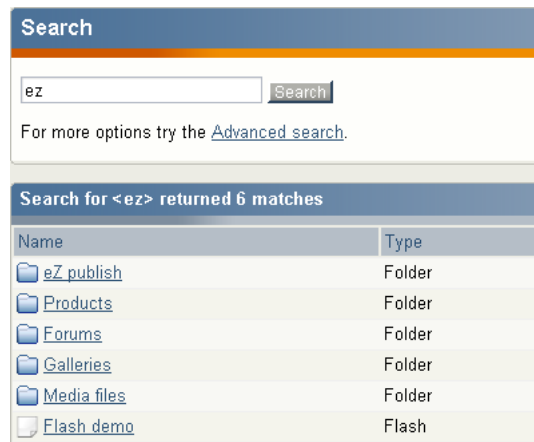 Search
ez Search
For more options try the Advanced search.
Search for <ez> returned 6 matches
Name Type
eZ publish Folder
Products Folder
Forums Folder
Galleries Folder
Media files Folder
Flash demo Flash